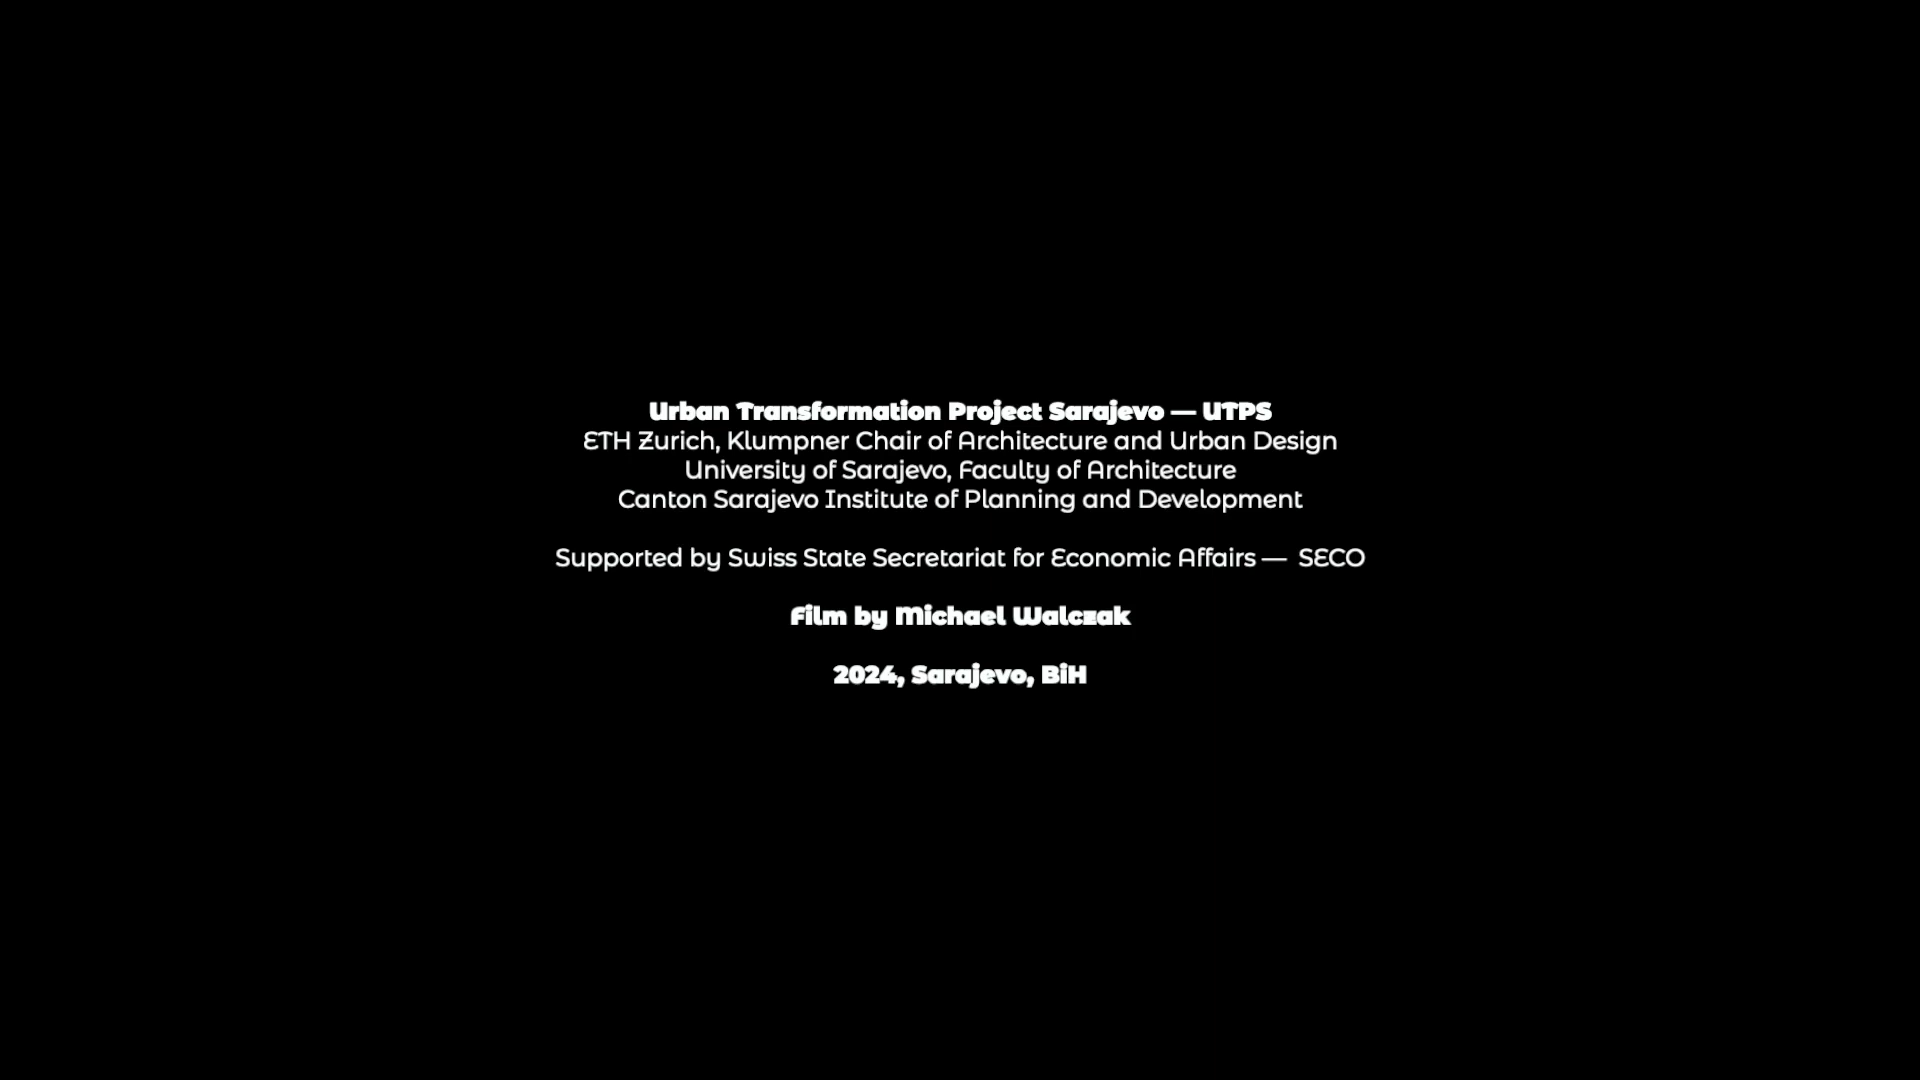 Urban Transformation Project Sarajevo — UTPS
ETH Zurich, Klumpner Chair of Architecture and Urban Design
University of Sarajevo, Faculty of Architecture
Canton Sarajevo Institute of Planning and Development
Supported by Swiss State Secretariat for Economic Affairs —  SECO
Film by Michael Walczak
2024, Sarajevo, BiH